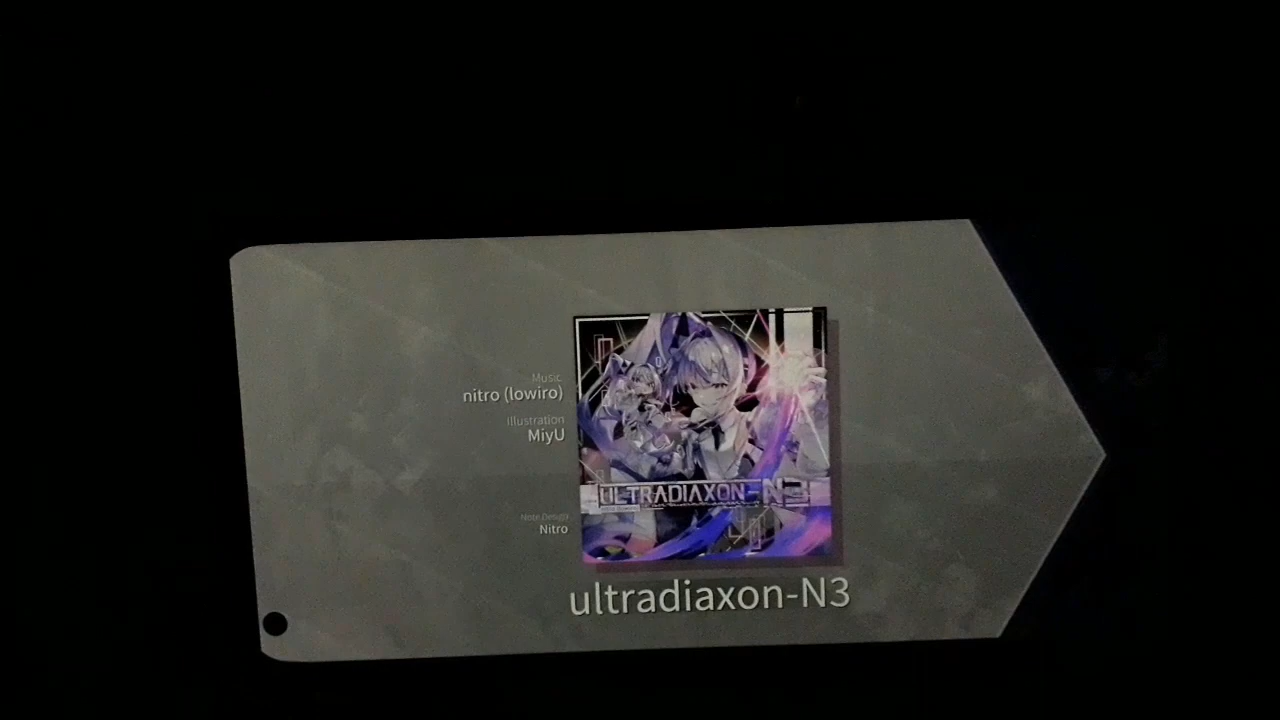 Music
nitro (lowiro)
Illustration
MiyU
Note Design
Nitro
ULTRADIAXON-N3
ultradiaxon-N3